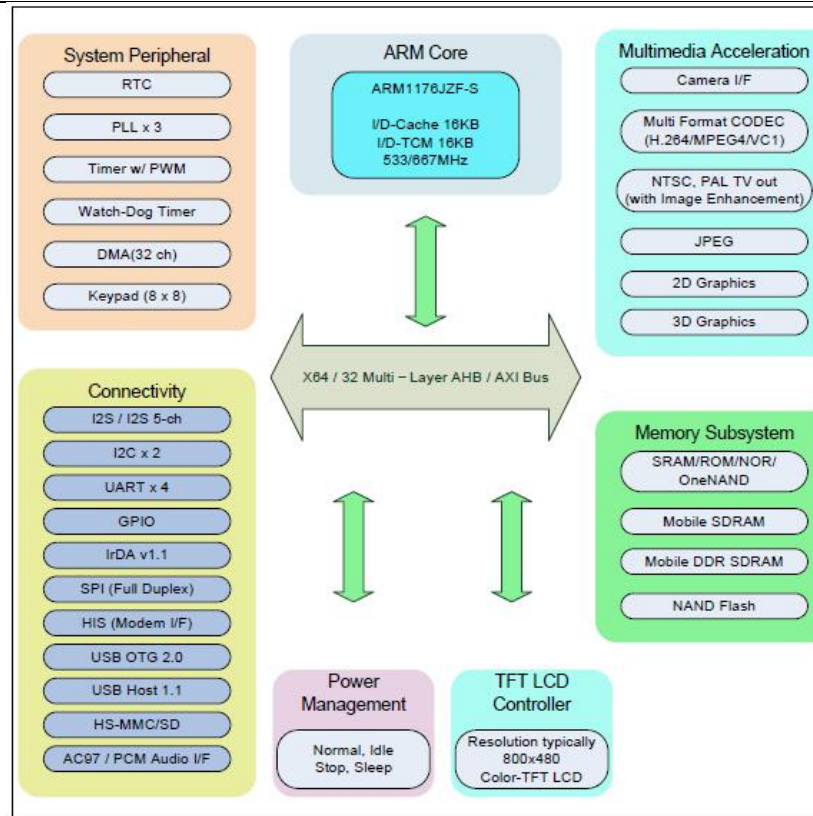 System Peripheral
RTC
PLL x 3
Timer w/ PWM
Watch-Dog Timer
DMA(32 ch)
Keypad (8 x 8)
ARM Core
ARM1176JZF-S
I/D-Cache 16KB
I/D-TCM 16KB
533/667MHz
Multimedia Acceleration
Camera I/F
Multi Format CODEC
(H.264/MPEG4/VC1)
NTSC, PAL TV out
(with Image Enhancement)
JPEG
2D Graphics
3D Graphics
X64 / 32 Multi – Layer AHB / AXI Bus
Connectivity
I2S / I2S 5-ch
I2C x 2
UART x 4
GPIO
IrDA v1.1
SPI (Full Duplex)
HIS (Modem I/F)
USB OTG 2.0
USB Host 1.1
HS-MMC/SD
AC97 / PCM Audio I/F
Memory Subsystem
SRAM/ROM/NOR/
OneNAND
Mobile SDRAM
Mobile DDR SDRAM
NAND Flash
Power
Management
Normal, Idle
Stop, Sleep
TFT LCD
Controller
Resolution typically
800x480
Color-TFT LCD